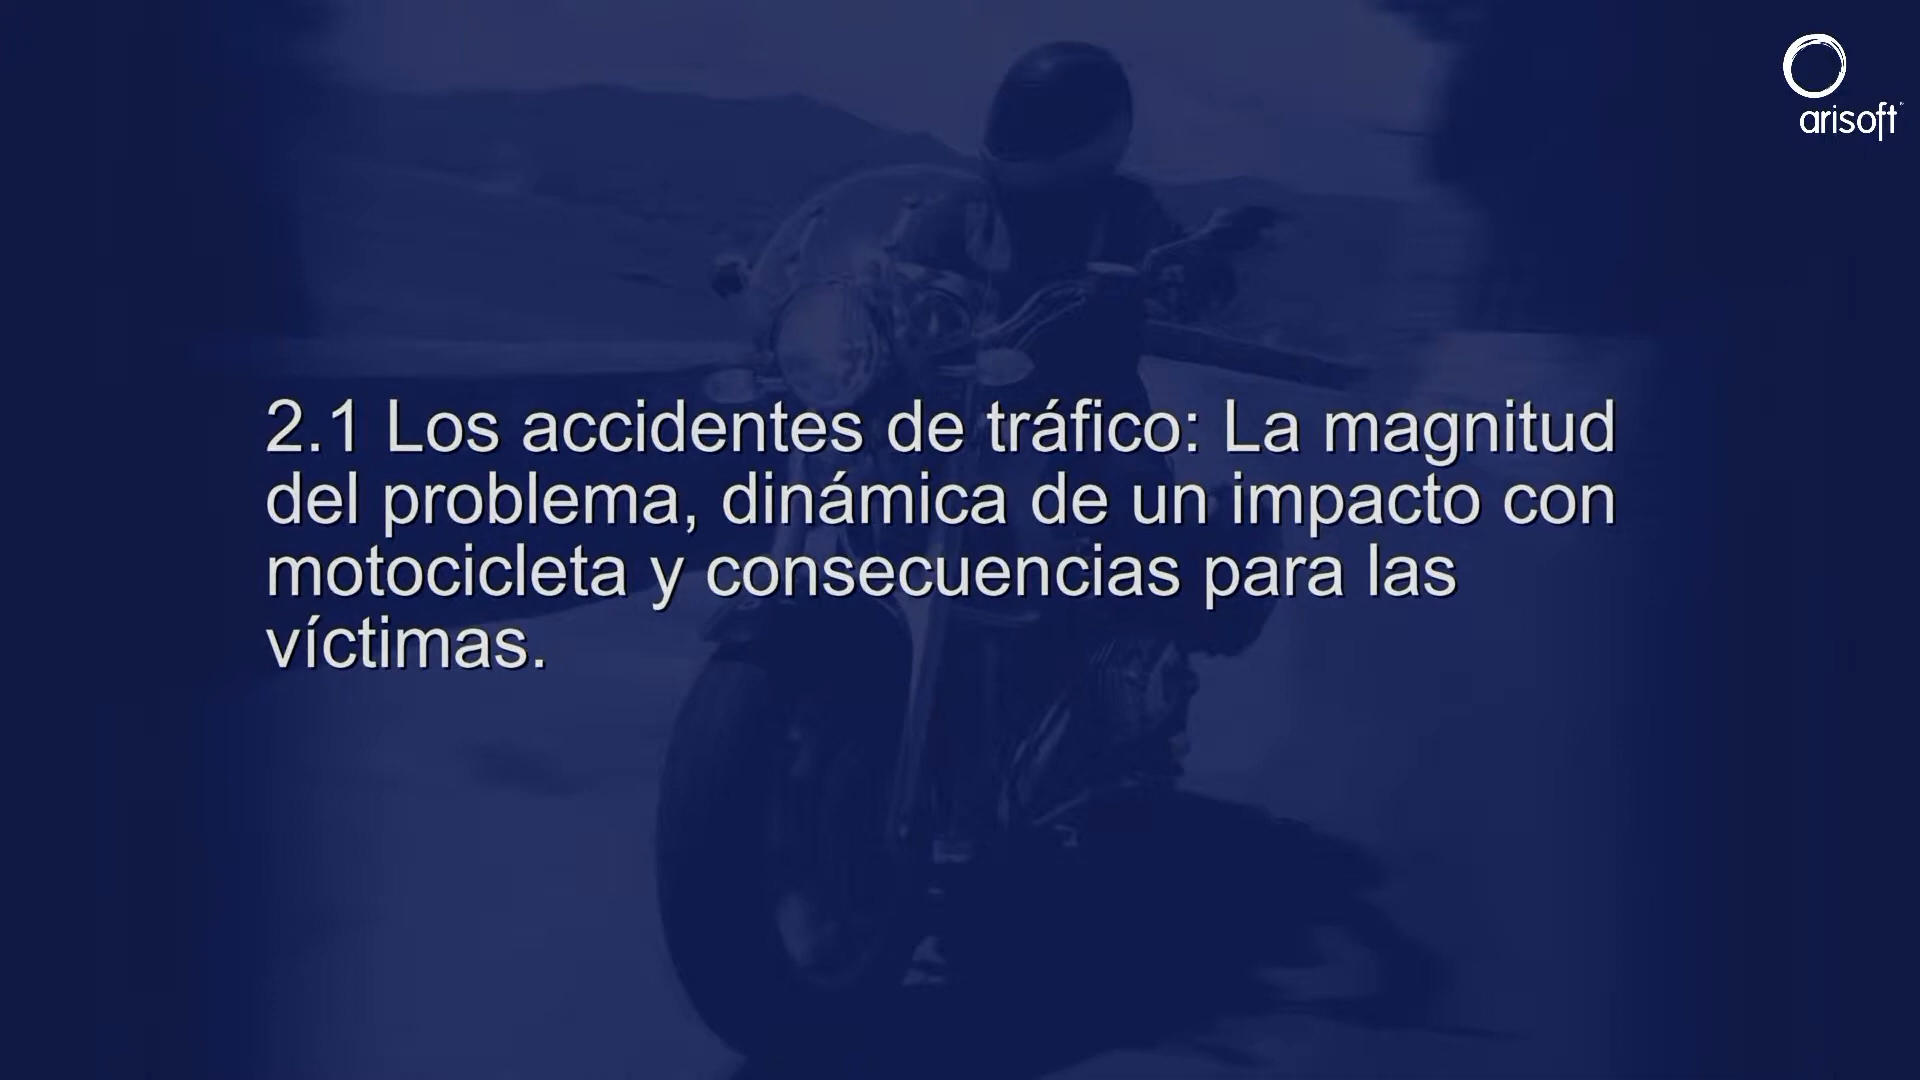 arisoft
2.1 Los accidentes de tráfico: La magnitud
del problema, dinámica de un impacto con
motocicleta y consecuencias para las
víctimas.